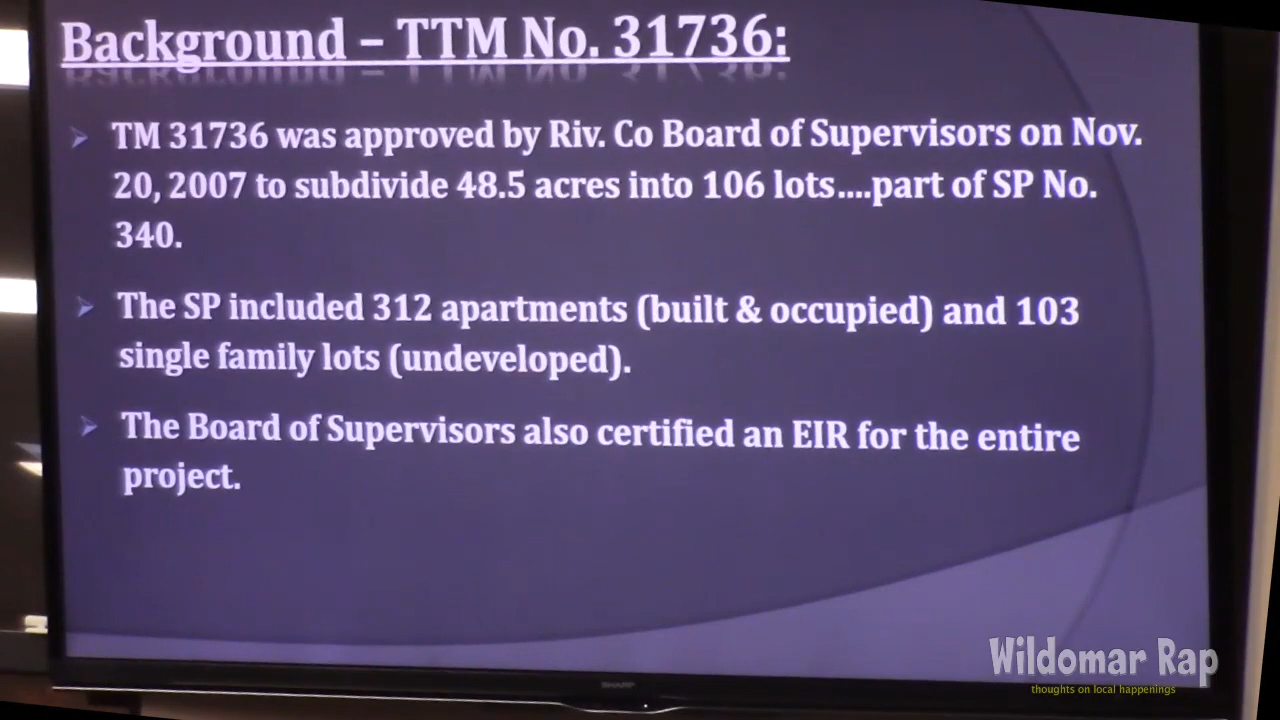 Background – TTM No. 31736:
TM 31736 was approved by Riv. Co Board of Supervisors on Nov.
20, 2007 to subdivide 48.5 acres into 106 lots....part of SP No.
340.
The SP included 312 apartments (built & occupied) and 103
single family lots (undeveloped).
The Board of Supervisors also certified an EIR for the entire
project.
SHARP
Wildomar Rap
thoughts on local happenings